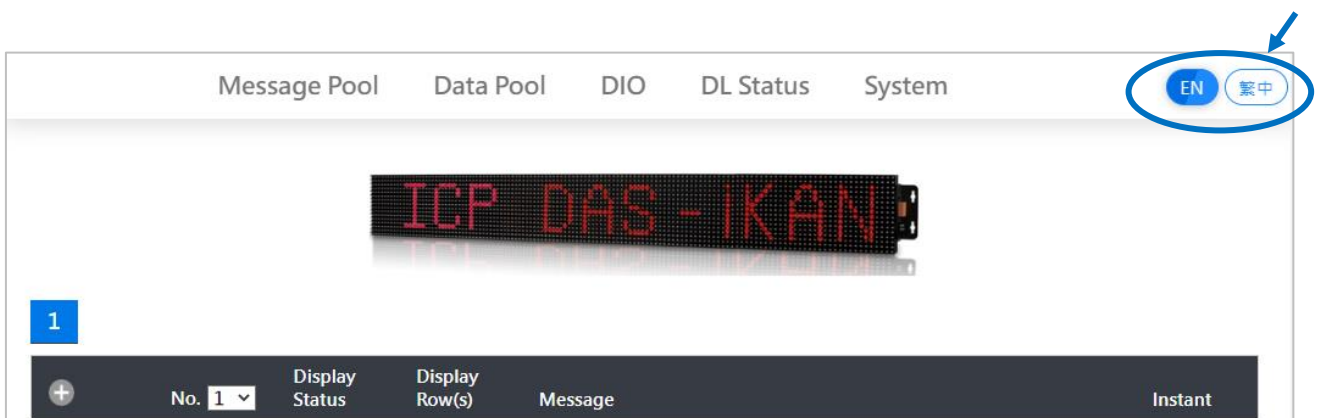 Message Pool Data Pool DIO DL Status System EN 繁中
ICP DAS-iKAN
1
No. 1 Display Status Display Row(s) Message Instant